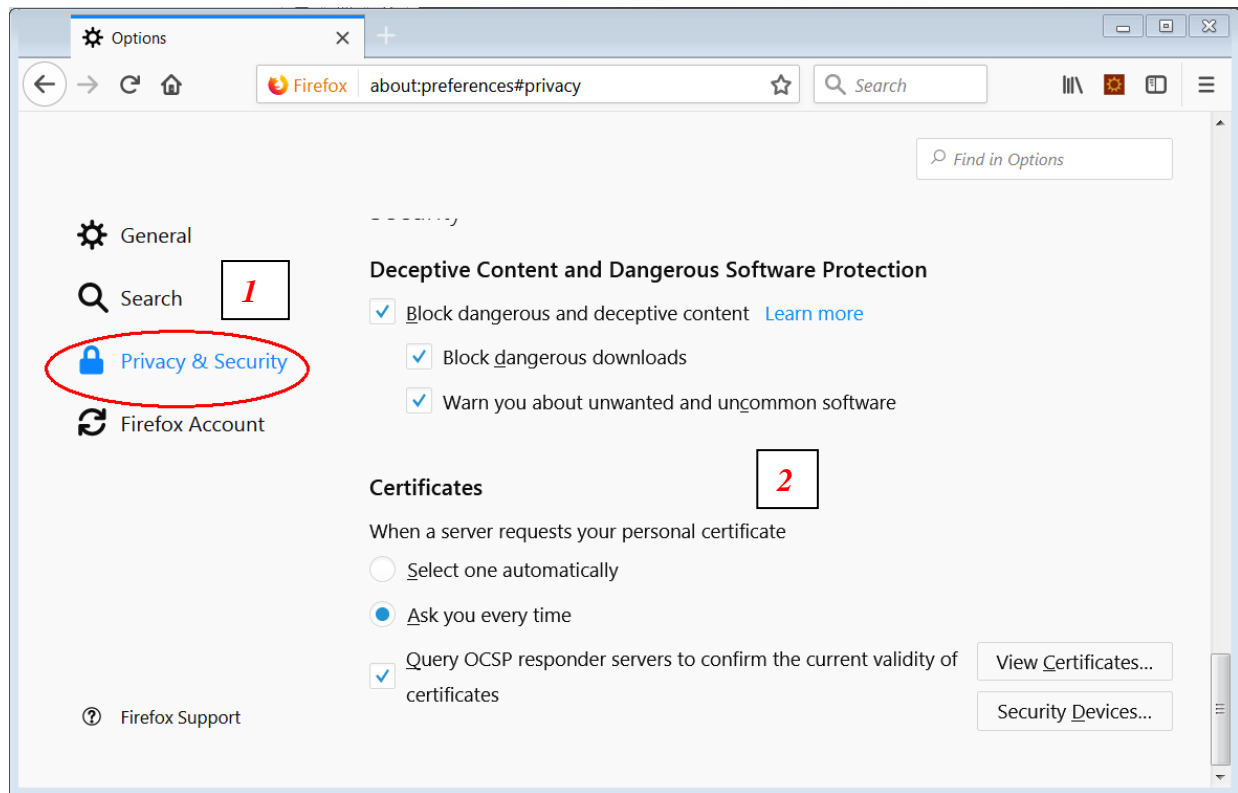 Options
Firefox about:preferences#privacy Search
Find in Options
General
Search
1
Privacy & Security
Firefox Account
Firefox Support
Security
Deceptive Content and Dangerous Software Protection
Block dangerous and deceptive content Learn more
Block dangerous downloads
Warn you about unwanted and uncommon software
2
Certificates
When a server requests your personal certificate
Select one automatically
Ask you every time
Query OCSP responder servers to confirm the current validity of
certificates
View Certificates...
Security Devices...